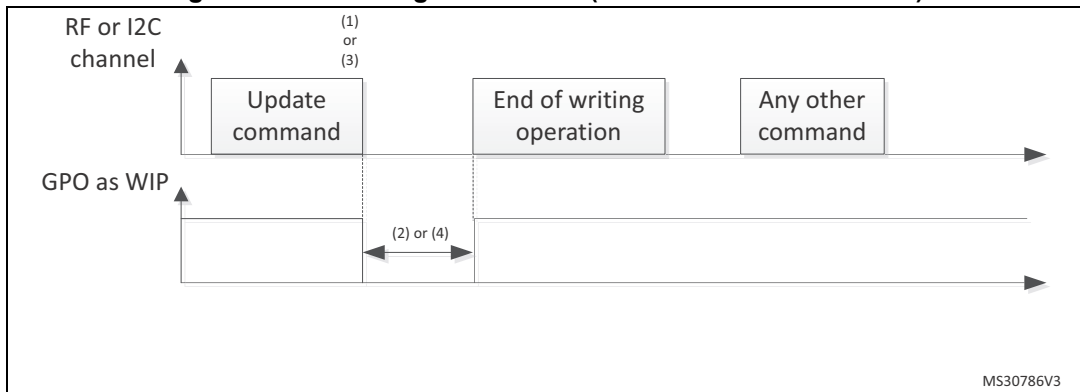 RF or I2C
channel
(1)
or
(3)
Update
command
End of writing
operation
Any other
command
GPO as WIP
(2) or (4)
MS30786V3